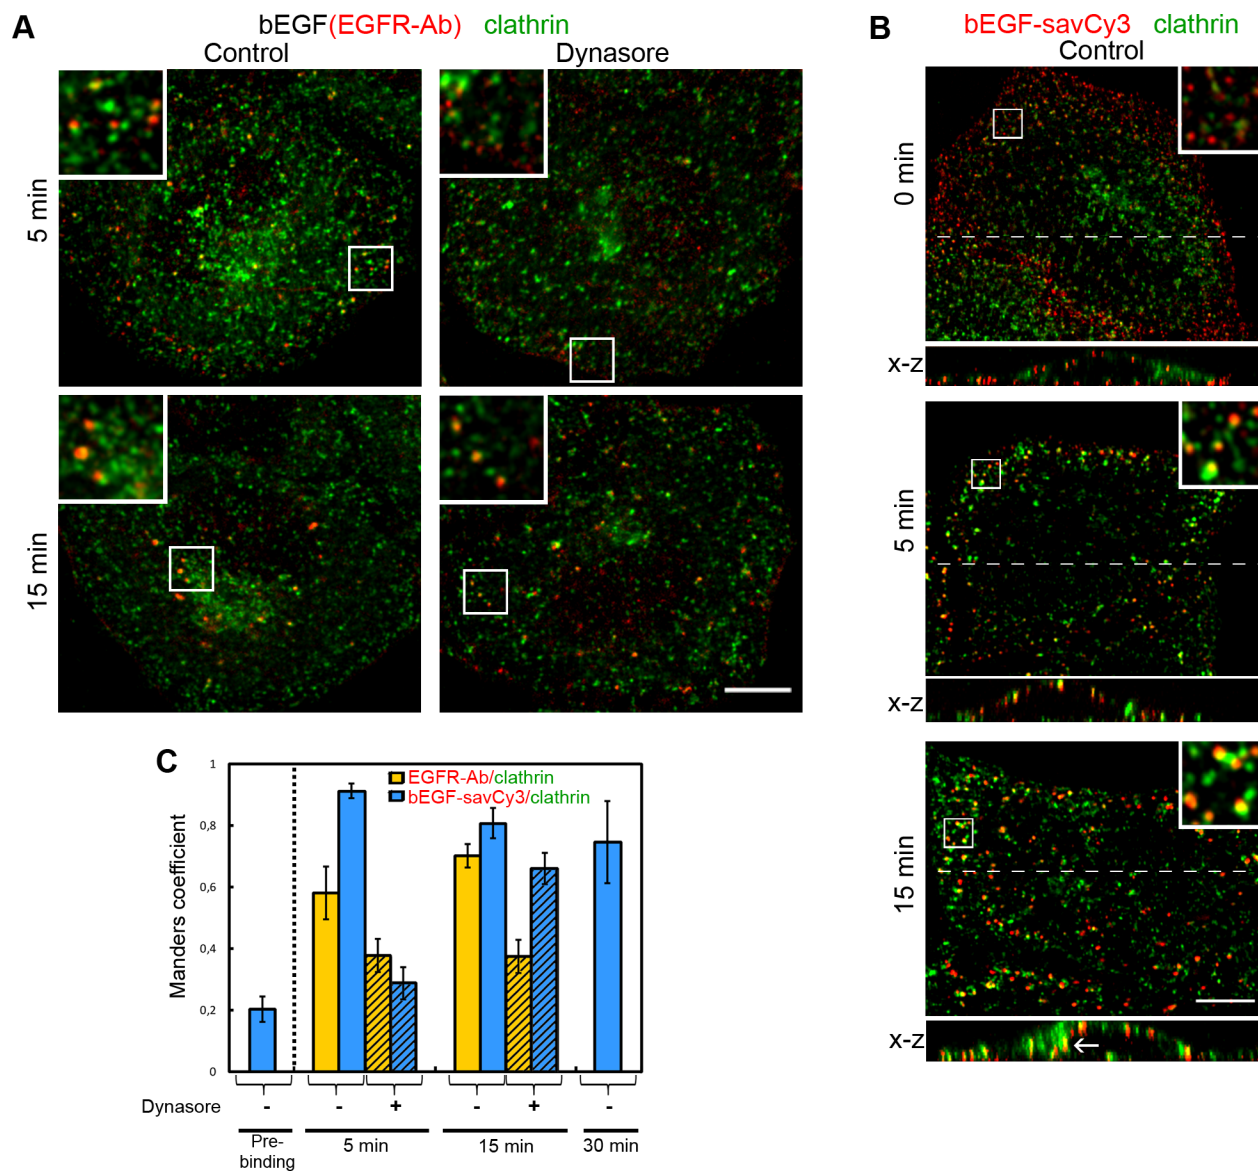 A
bEGF(EGFR-Ab) clathrin
Control
Dynasore
5 min
15 min
B
bEGF-savCy3 clathrin
Control
0 min
x-z
5 min
x-z
15 min
x-z
C
EGFR-Ab/clathrin
bEGF-savCy3/clathrin
Manders coefficient
1
0,8
0,6
0,4
0,2
0
Dynasore - - + - + -
Pre-
binding
5 min
15 min
30 min